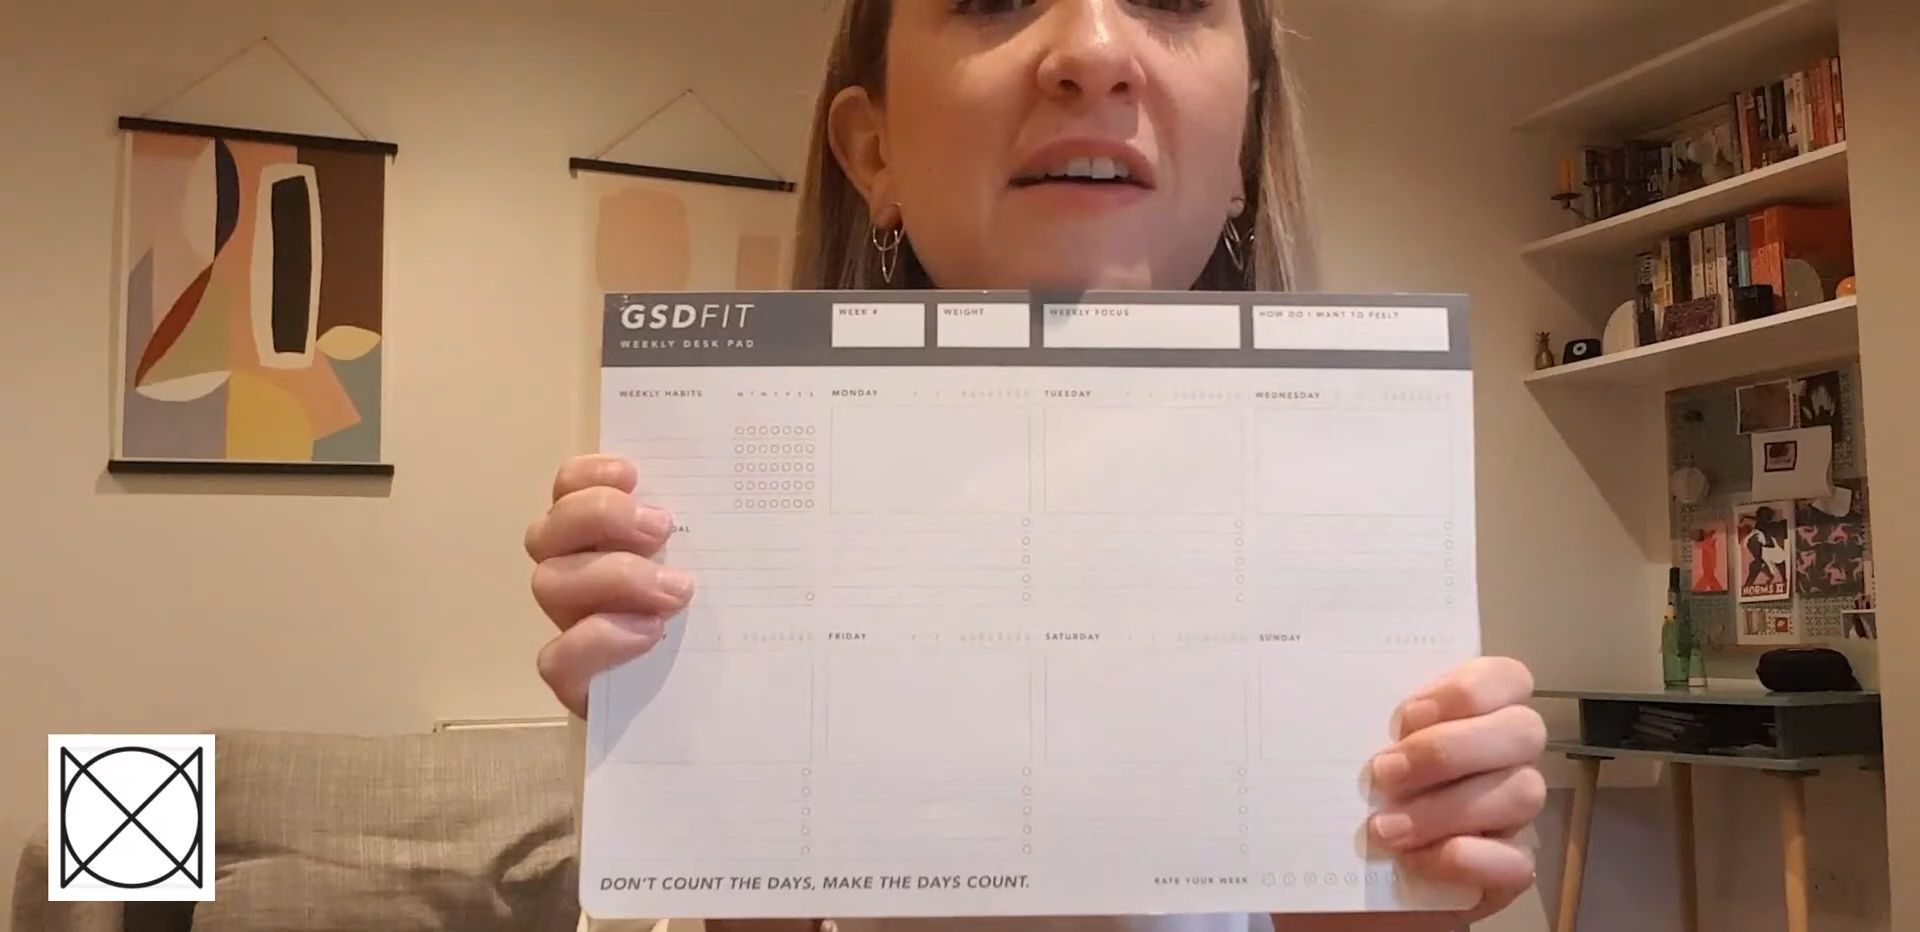 GSDFIT
WEEKLY DESK PAD
WEEK #
WEIGHT
WEEKLY FOCUS
HOW DO I WANT TO FEEL?
WEEKLY HABITS
M T W T F S S
MONDAY
TUESDAY
WEDNESDAY
FRIDAY
SATURDAY
SUNDAY
DON'T COUNT THE DAYS, MAKE THE DAYS COUNT.
RATE YOUR WEEK
NORMS